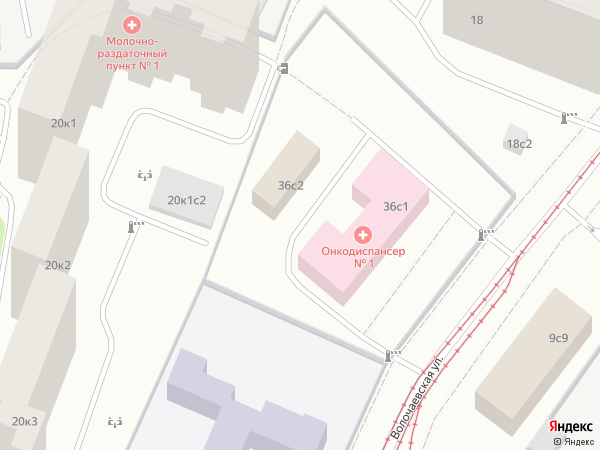 18
Молочно-
раздаточный
пункт № 1
20к1
18с2
20к1с2
36с2
36с1
Онкодиспансер
№ 1
20к2
9с9
Волочаевская ул.
20к3
Яндекс
© Яндекс